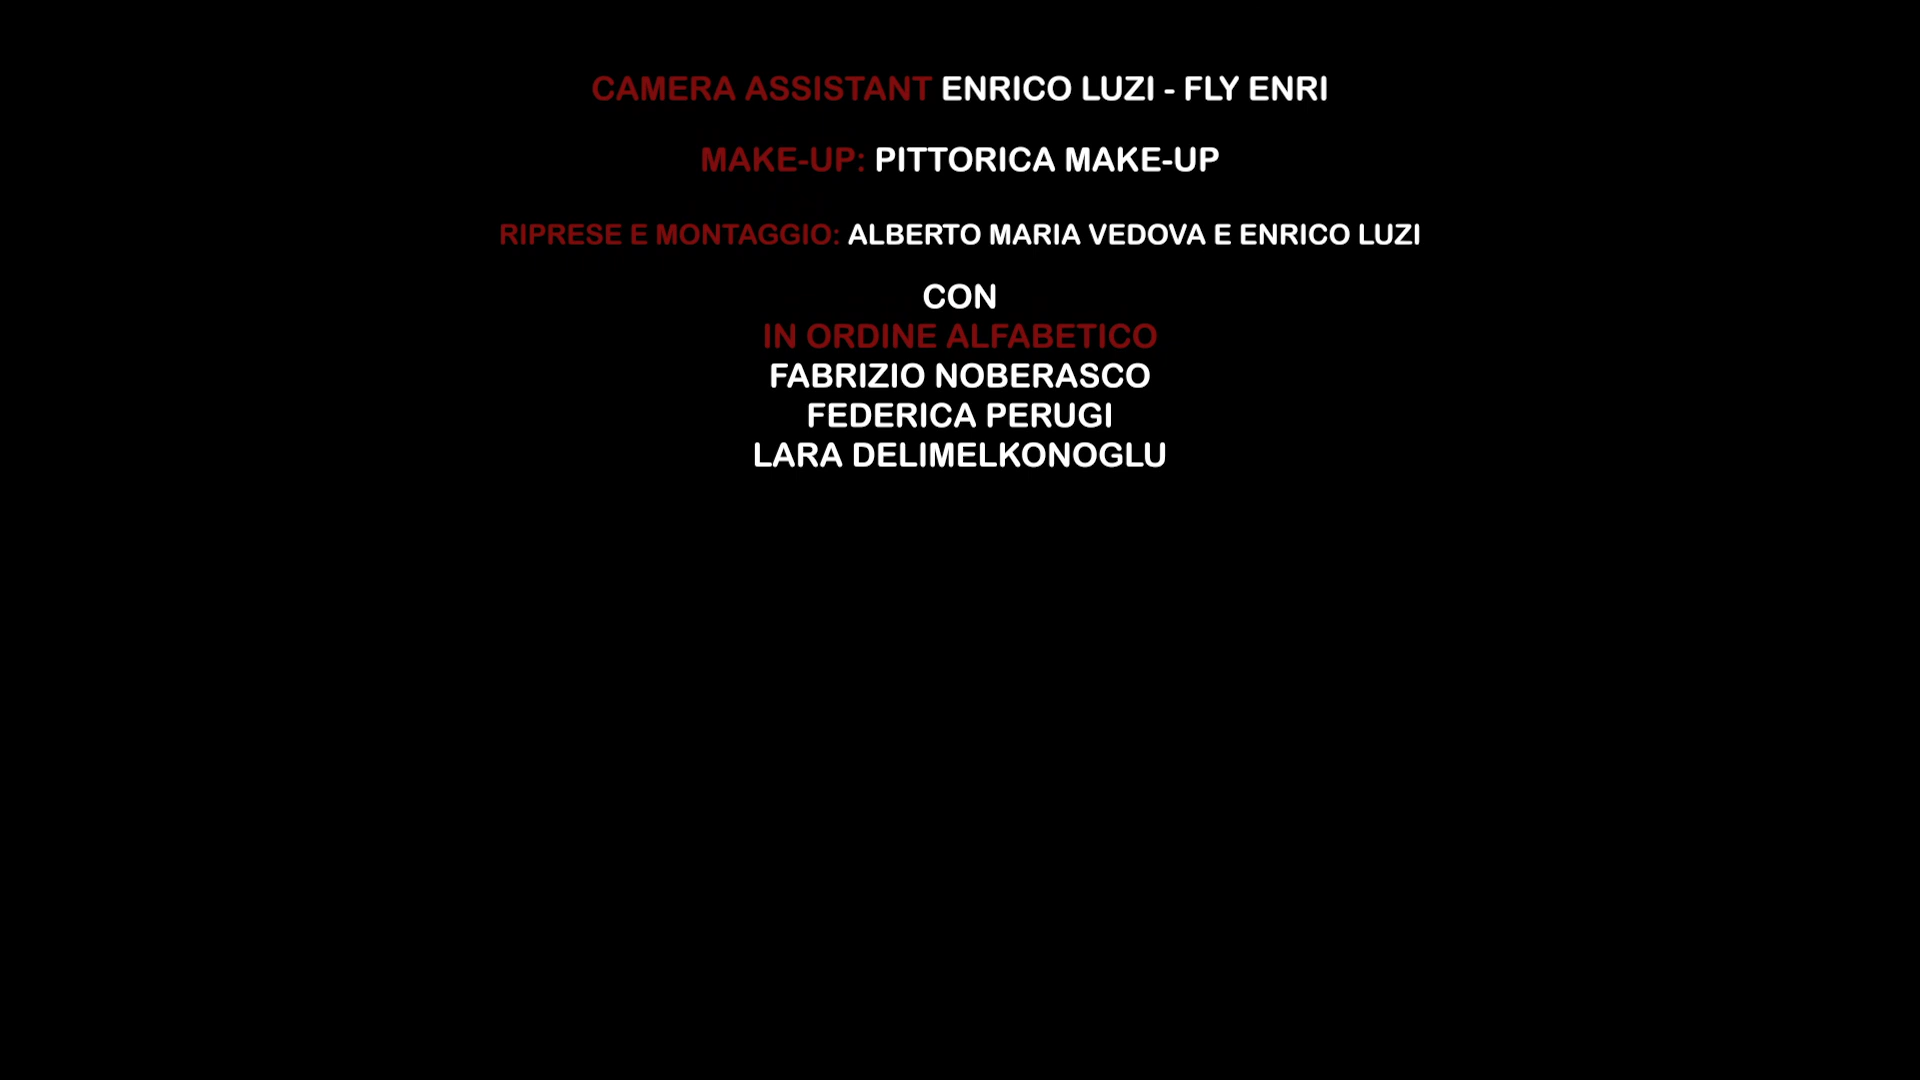 CAMERA ASSISTANT ENRICO LUZI - FLY ENRI
MAKE-UP: PITTORICA MAKE-UP
RIPRESE E MONTAGGIO: ALBERTO MARIA VEDOVA E ENRICO LUZI
CON
IN ORDINE ALFABETICO
FABRIZIO NOBERASCO
FEDERICA PERUGI
LARA DELIMELKONOGLU